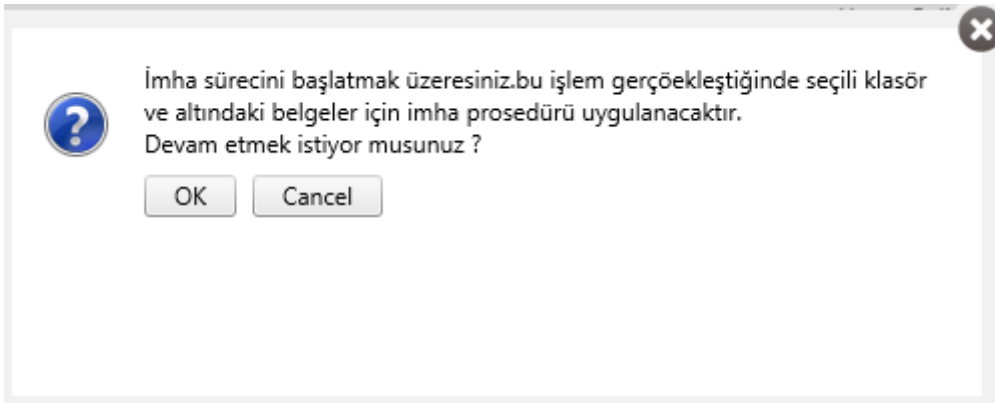 İmha sürecini başlatmak üzeresiniz.bu işlem gerçöekleştiğinde seçili klasör
ve altındaki belgeler için imha prosedürü uygulanacaktır.
Devam etmek istiyor musunuz ?
OK Cancel